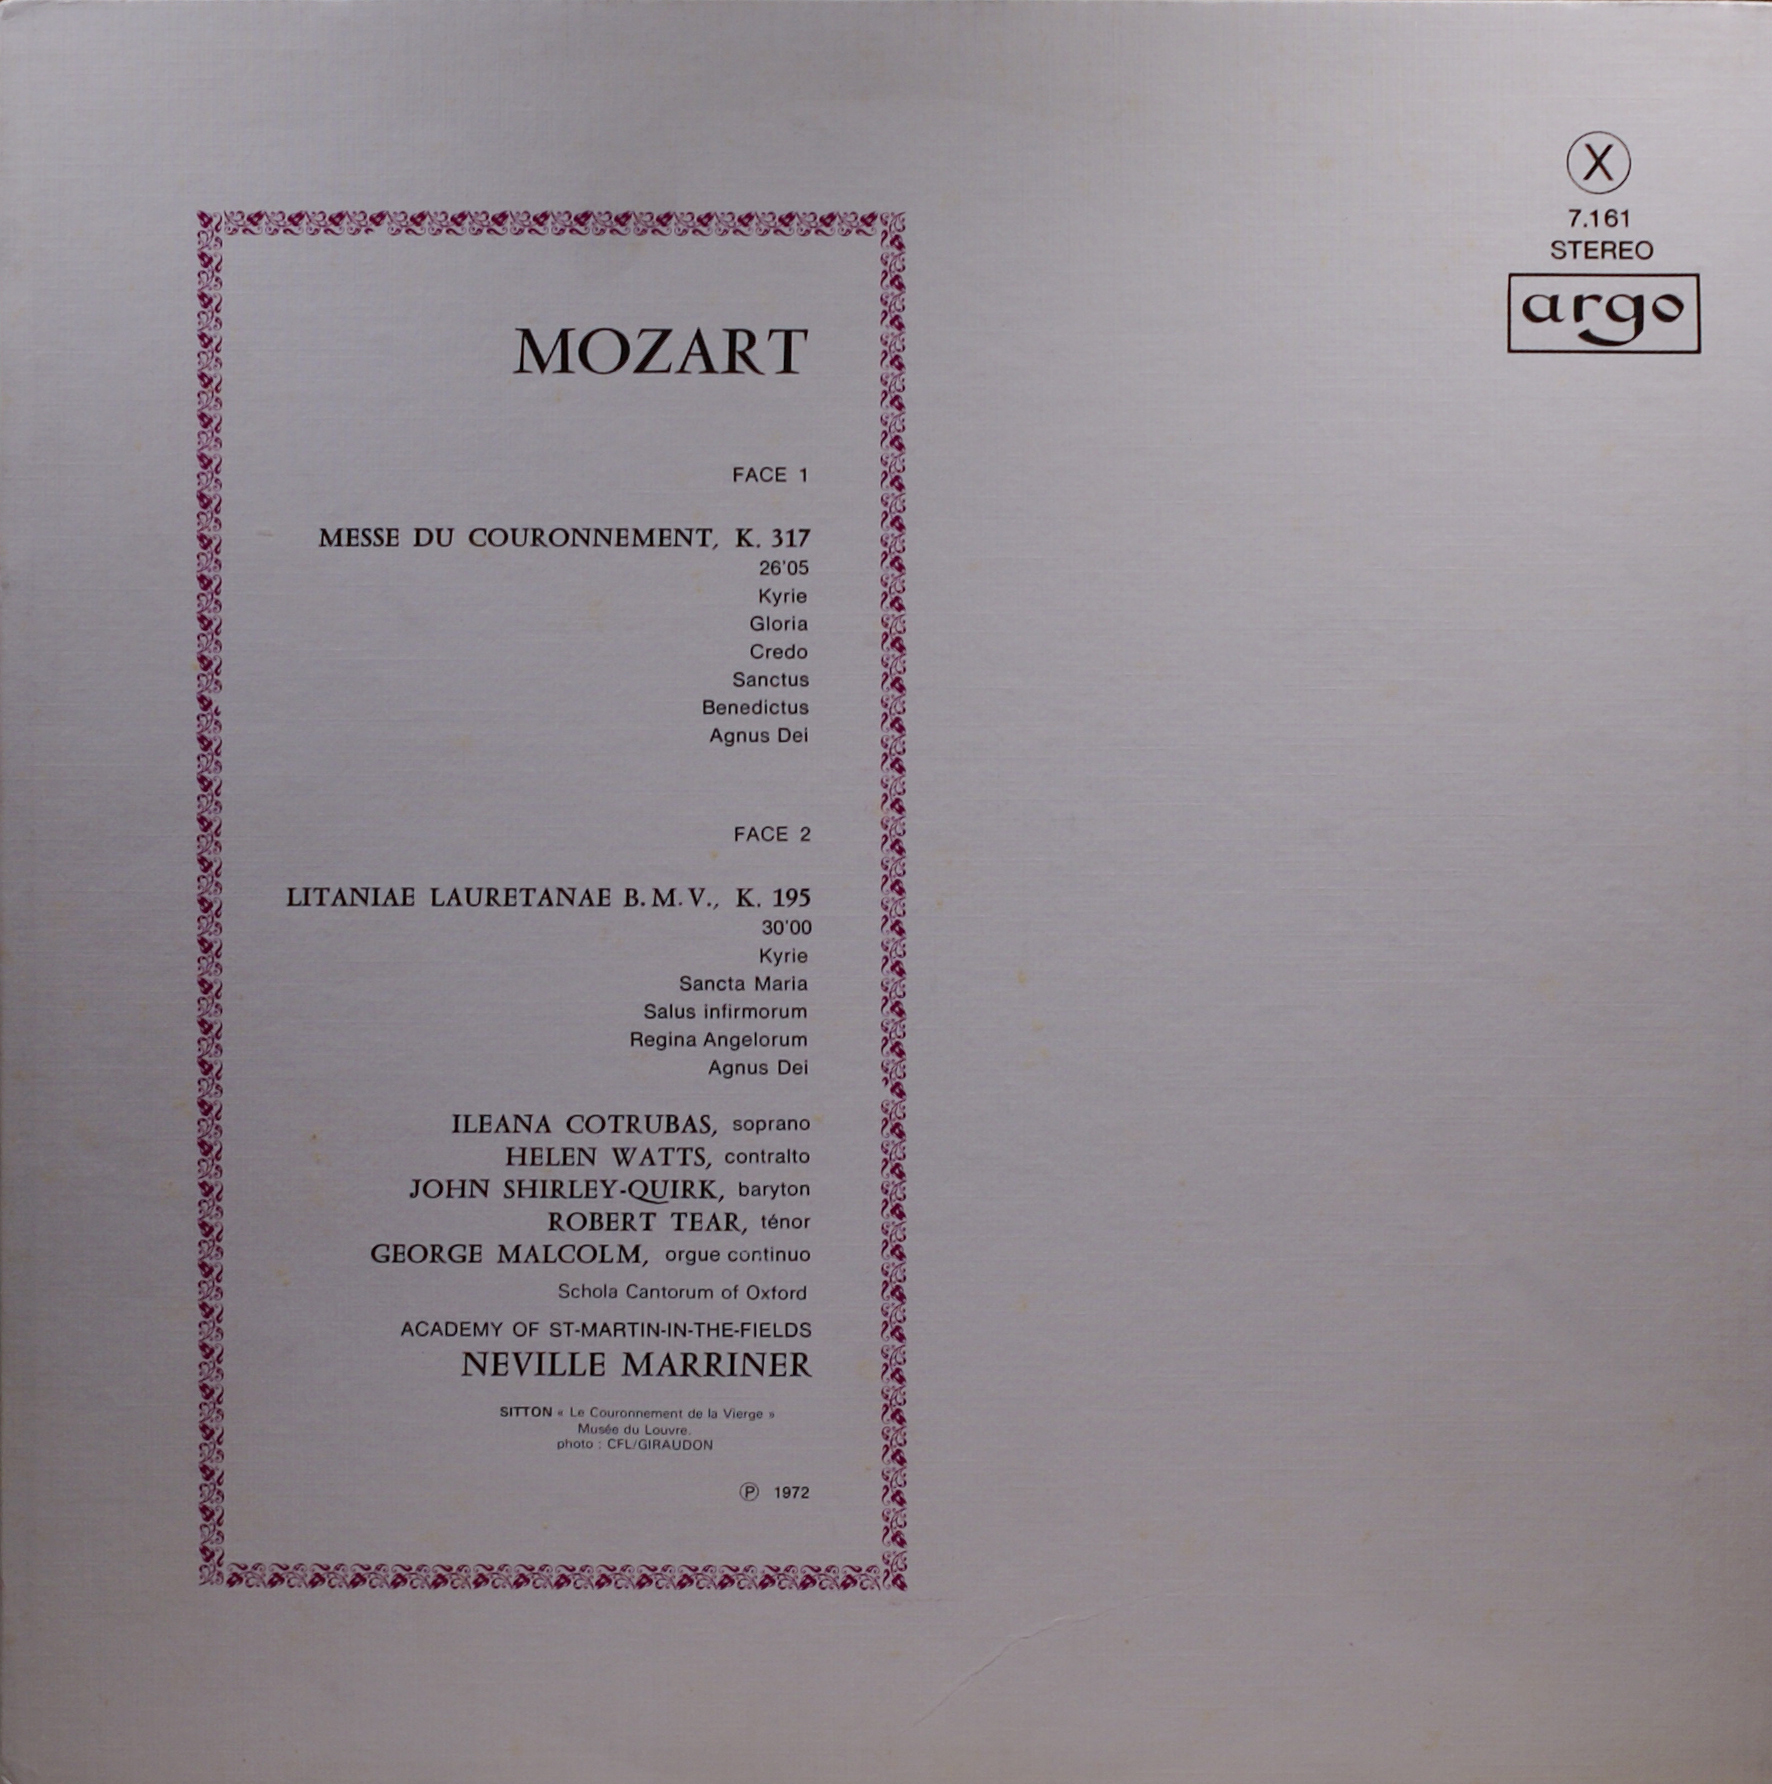 X
7.161
STEREO
argo
MOZART
FACE 1
MESSE DU COURONNEMENT, K. 317
26'05
Kyrie
Gloria
Credo
Sanctus
Benedictus
Agnus Dei
FACE 2
LITANIAE LAURETANAE B.M.V., K. 195
30'00
Kyrie
Sancta Maria
Salus infirmorum
Regina Angelorum
Agnus Dei
ILEANA COTRUBAS, soprano
HELEN WATTS, contralto
JOHN SHIRLEY-QUIRK, baryton
ROBERT TEAR, ténor
GEORGE MALCOLM, orgue continuo
Schola Cantorum of Oxford
ACADEMY OF ST-MARTIN-IN-THE-FIELDS
NEVILLE MARRINER
SITTON « Le Couronnement de la Vierge »
Musée du Louvre.
photo : CFL/GIRAUDON
℗ 1972